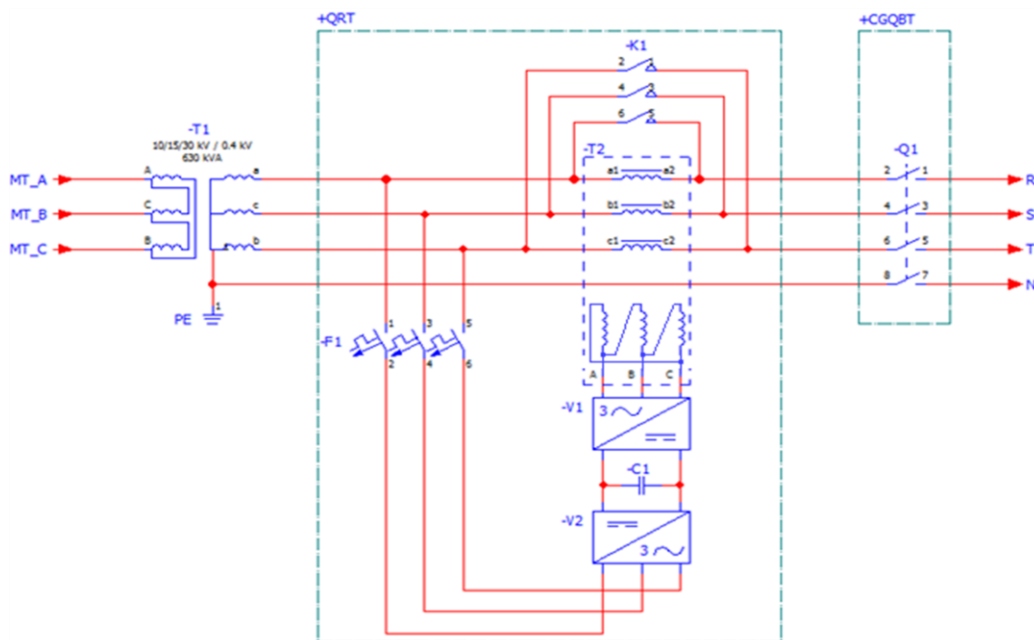 +QRT
+CGQBT
-K1
2 1
4 3
6 5
-T1
10/15/30 kV / 0.4 kV
630 kVA
-T2
-Q1
MT_A
A
a
a1 a2
2 1
R
MT_B
C
c
b1 b2
4 3
S
MT_C
B
b
c1 c2
6 5
T
8 7
N
1
PE
-F1
1 3 5
2 4 6
A B C
-V1
3
-C1
-V2
3